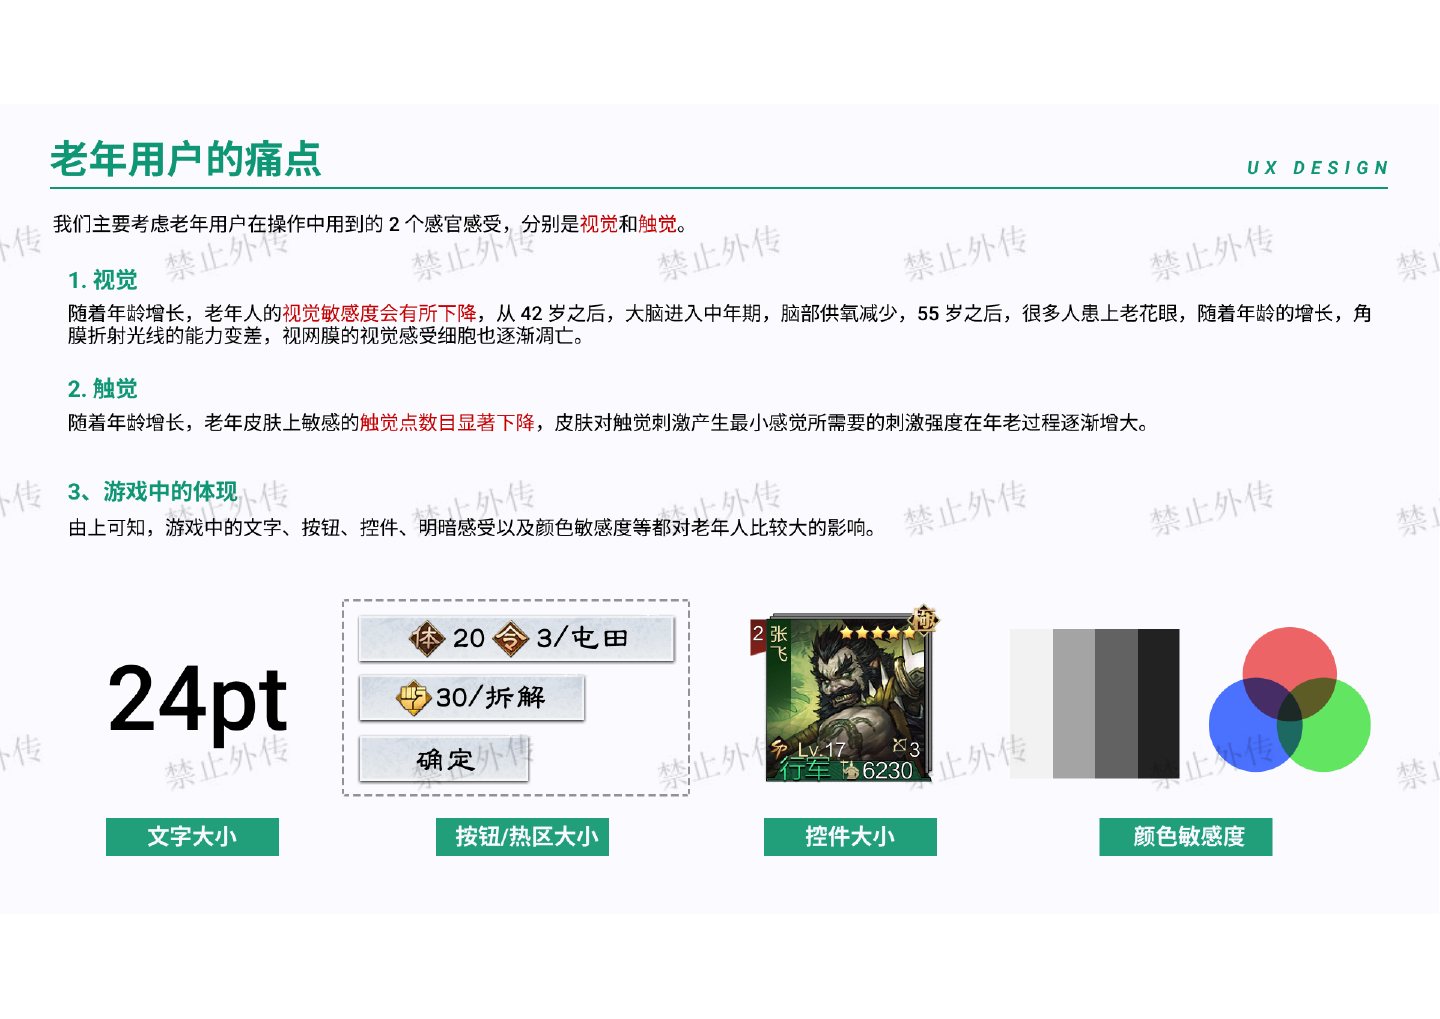 老年用户的痛点
UX DESIGN
我们主要考虑老年用户在操作中用到的 2 个感官感受，分别是视觉和触觉。
1. 视觉
随着年龄增长，老年人的视觉敏感度会有所下降，从 42 岁之后，大脑进入中年期，脑部供氧减少，55 岁之后，很多人患上老花眼，随着年龄的增长，角
膜折射光线的能力变差，视网膜的视觉感受细胞也逐渐凋亡。
2. 触觉
随着年龄增长，老年皮肤上敏感的触觉点数目显著下降，皮肤对触觉刺激产生最小感觉所需要的刺激强度在年老过程逐渐增大。
3、游戏中的体现
由上可知，游戏中的文字、按钮、控件、明暗感受以及颜色敏感度等都对老年人比较大的影响。
24pt
体 20 令 3/屯田
30/拆解
确定
極
2
张飞
Lv.17
3
行军
6230
文字大小
按钮/热区大小
控件大小
颜色敏感度
禁止外传